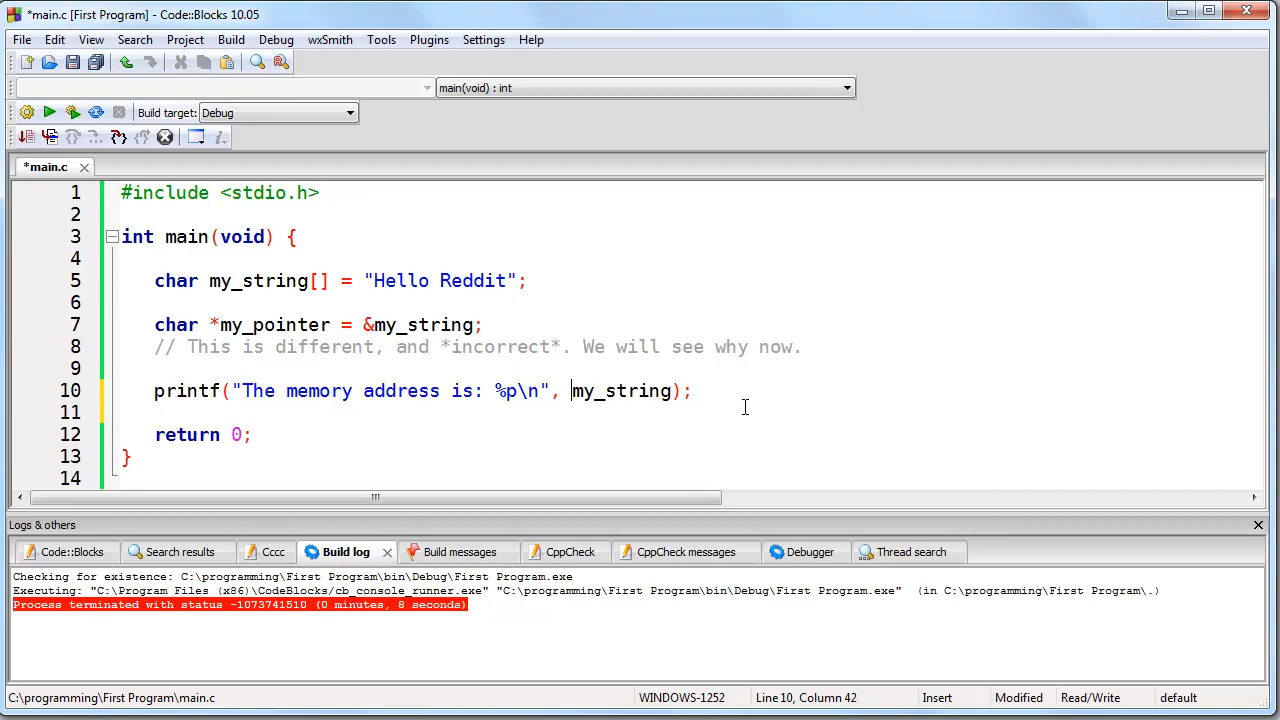 *main.c [First Program] - Code::Blocks 10.05
File Edit View Search Project Build Debug wxSmith Tools Plugins Settings Help
main(void) : int
Build target: Debug
*main.c
1 #include <stdio.h>
2
3 int main(void) {
4
5 char my_string[] = "Hello Reddit";
6
7 char *my_pointer = &my_string;
8 // This is different, and *incorrect*. We will see why now.
9
10 printf("The memory address is: %p\n", my_string);
11
12 return 0;
13 }
14
Logs & others
Code::Blocks Search results Cccc Build log Build messages CppCheck CppCheck messages Debugger Thread search
Checking for existence: C:\programming\First Program\bin\Debug\First Program.exe
Executing: "C:\Program Files (x86)\CodeBlocks/cb_console_runner.exe" "C:\programming\First Program\bin\Debug\First Program.exe"  (in C:\programming\First Program\.)
Process terminated with status -1073741510 (0 minutes, 8 seconds)
C:\programming\First Program\main.c WINDOWS-1252 Line 10, Column 42 Insert Modified Read/Write default